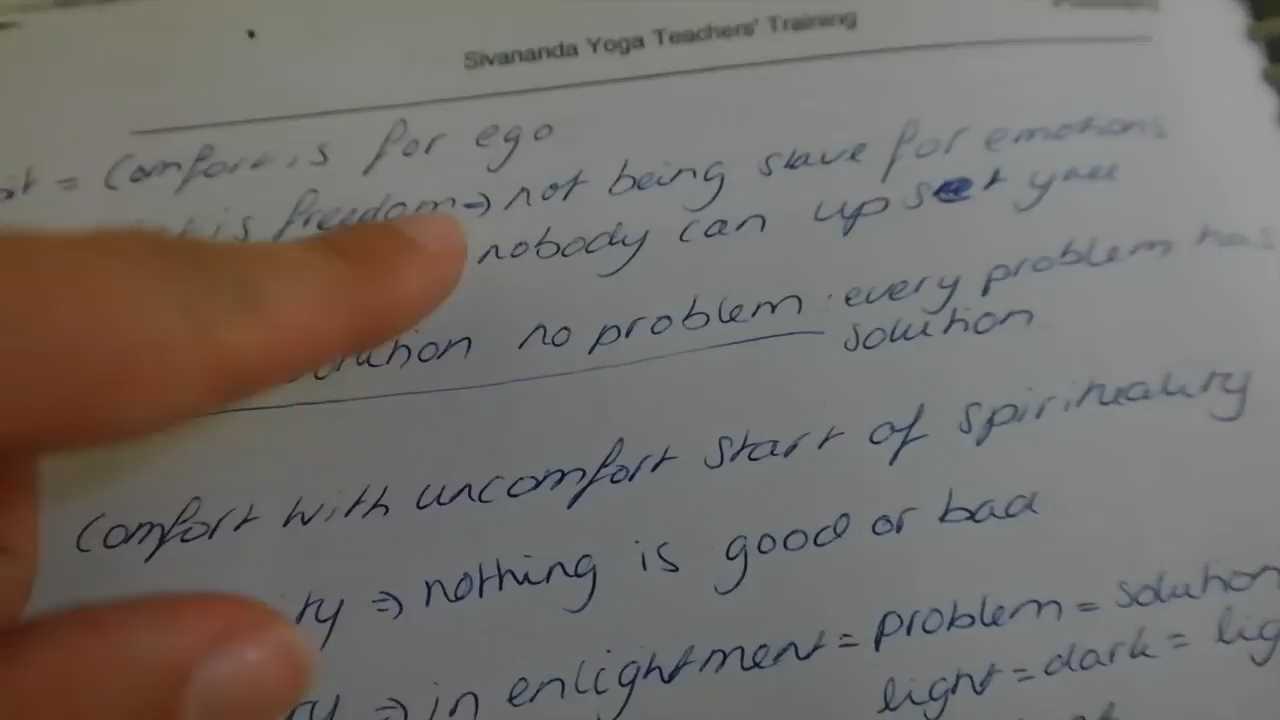 Sivananda Yoga Teachers' Training
= Comfort is for ego
is freedom => not being slave for emotions
nobody can upset you
no problem : every problem has
solution
Comfort with uncomfort start of spirituality
=> nothing is good or bad
=> in enlightment = problem = solution
light = dark =